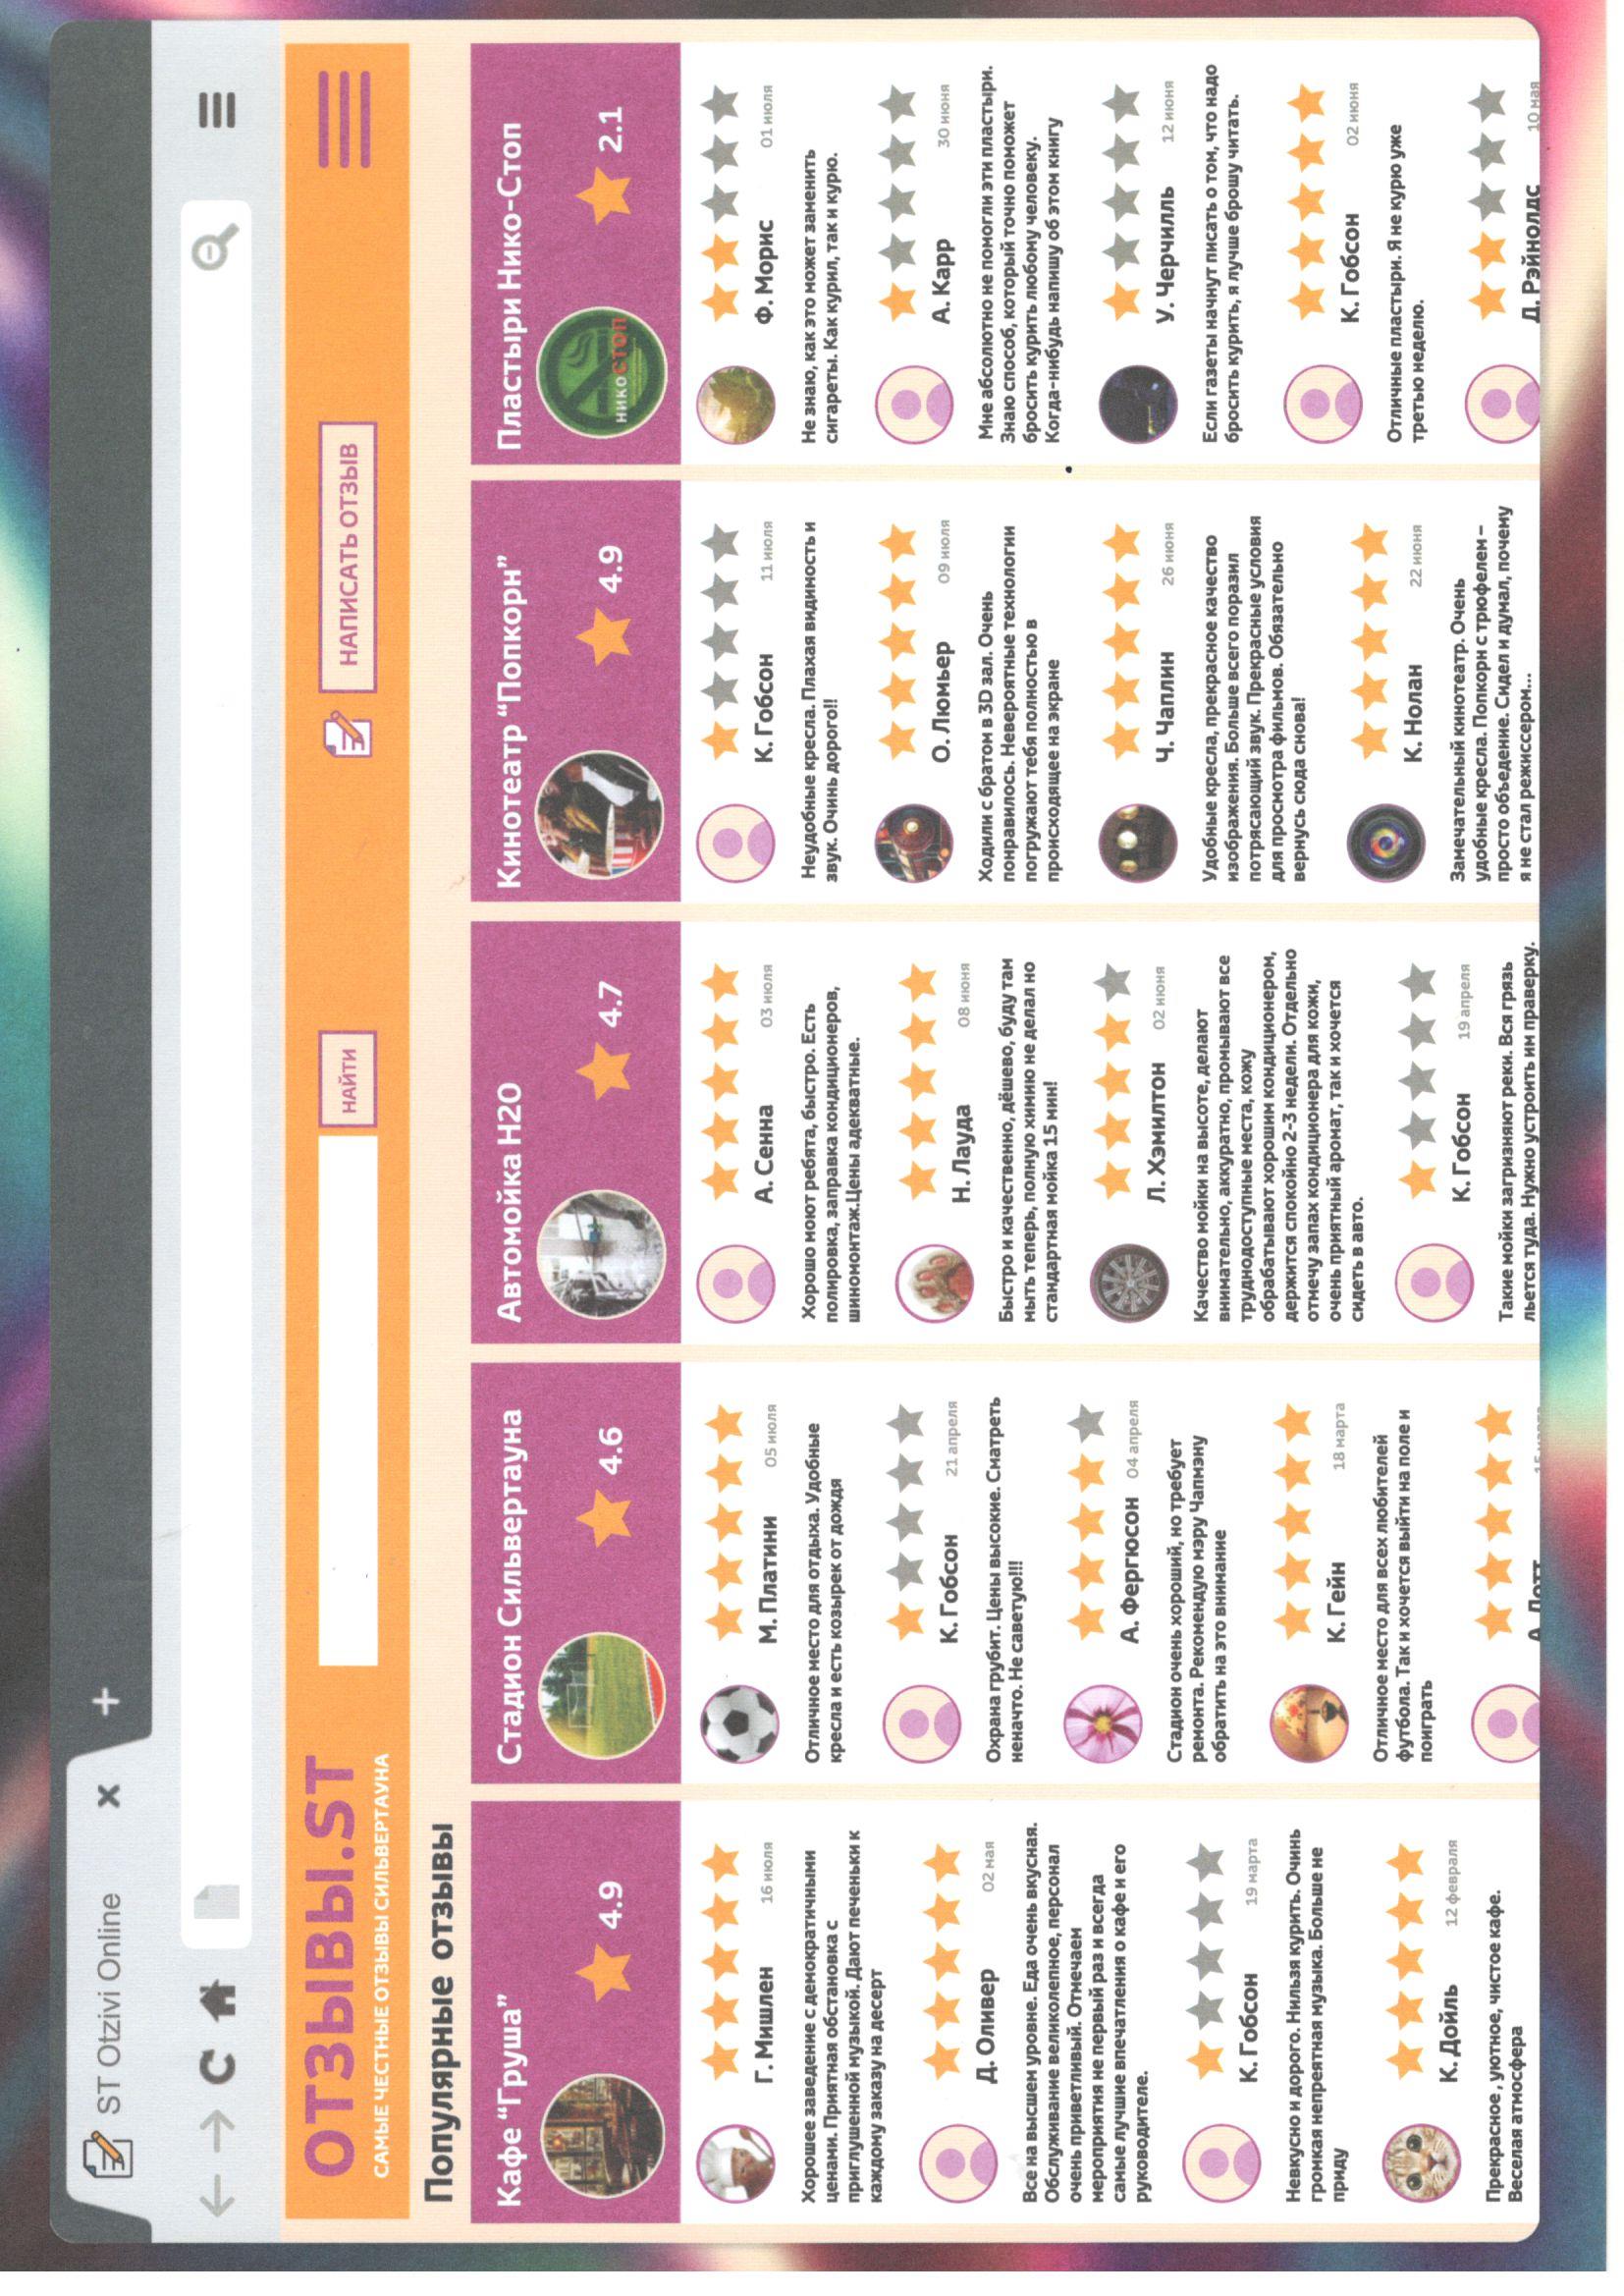 ST Otzivi Online
ОТЗЫВЫ.ST
САМЫЕ ЧЕСТНЫЕ ОТЗЫВЫ СИЛЬВЕРТАУНА
НАЙТИ
НАПИСАТЬ ОТЗЫВ
Популярные отзывы
Кафе “Груша”
4.9
Г. Мишлен
16 июля
Хорошее заведение с демократичными
ценами. Приятная обстановка с
приглушенной музыкой. Дают печеньки к
каждому заказу на десерт
Д. Оливер
02 мая
Все на высшем уровне. Еда очень вкусная.
Обслуживание великолепное, персонал
очень приветливый. Отмечаем
мероприятия не первый раз и всегда
самые лучшие впечатления о кафе и его
руководителе.
К. Гобсон
19 марта
Невкусно и дорого. Нильзя курить. Очинь
громкая непреятная музыка. Больше не
приду
К. Дойль
12 февраля
Прекрасное , уютное, чистое кафе.
Веселая атмосфера
Стадион Сильвертауна
4.6
М. Платини
05 июля
Отличное место для отдыха. Удобные
кресла и есть козырек от дождя
К. Гобсон
21 апреля
Охрана грубит. Цены высокие. Сматреть
неначто. Не саветую!!!
А. Фергюсон
04 апреля
Стадион очень хороший, но требует
ремонта. Рекомендую мэру Чапмэну
обратить на это внимание
К. Гейн
18 марта
Отличное место для всех любителей
футбола. Так и хочется выйти на поле и
поиграть
А. Лотт
15 марта
Автомойка H2O
4.7
А. Сенна
03 июля
Хорошо моют ребята, быстро. Есть
полировка, заправка кондиционеров,
шиномонтаж.Цены адекватные.
Н. Лауда
08 июня
Быстро и качественно, дёшево, буду там
мыть теперь, полную химию не делал но
стандартная мойка 15 мин!
Л. Хэмилтон
02 июня
Качество мойки на высоте, делают
внимательно, аккуратно, промывают все
труднодоступные места, кожу
обрабатывают хорошим кондиционером,
держится спокойно 2-3 недели. Отдельно
отмечу запах кондиционера для кожи,
очень приятный аромат, так и хочется
сидеть в авто.
К. Гобсон
19 апреля
Такие мойки загризняют реки. Вся грязь
льется туда. Нужно устроить им праверку.
Кинотеатр “Попкорн”
4.9
К. Гобсон
11 июля
Неудобные кресла. Плахая видимость и
звук. Очинь дорого!!
О. Люмьер
09 июля
Ходили с братом в 3D зал. Очень
понравилось. Невероятные технологии
погружают тебя полностью в
происходящее на экране
Ч. Чаплин
26 июня
Удобные кресла, прекрасное качество
изображения. Больше всего поразил
потрясающий звук. Прекрасные условия
для просмотра фильмов. Обязательно
вернусь сюда снова!
К. Нолан
22 июня
Замечательный кинотеатр. Очень
удобные кресла. Попкорн с трюфелем –
просто объедение. Сидел и думал, почему
я не стал режиссером...
Пластыри Нико-Стоп
НИКОСТОП
2.1
Ф. Морис
01 июля
Не знаю, как это может заменить
сигареты. Как курил, так и курю.
А. Карр
30 июня
Мне абсолютно не помогли эти пластыри.
Знаю способ, который точно поможет
бросить курить любому человеку.
Когда-нибудь напишу об этом книгу
У. Черчилль
12 июня
Если газеты начнут писать о том, что надо
бросить курить, я лучше брошу читать.
К. Гобсон
02 июня
Отличные пластыри. Я не курю уже
третью неделю.
Д. Рэйнолдс
10 мая